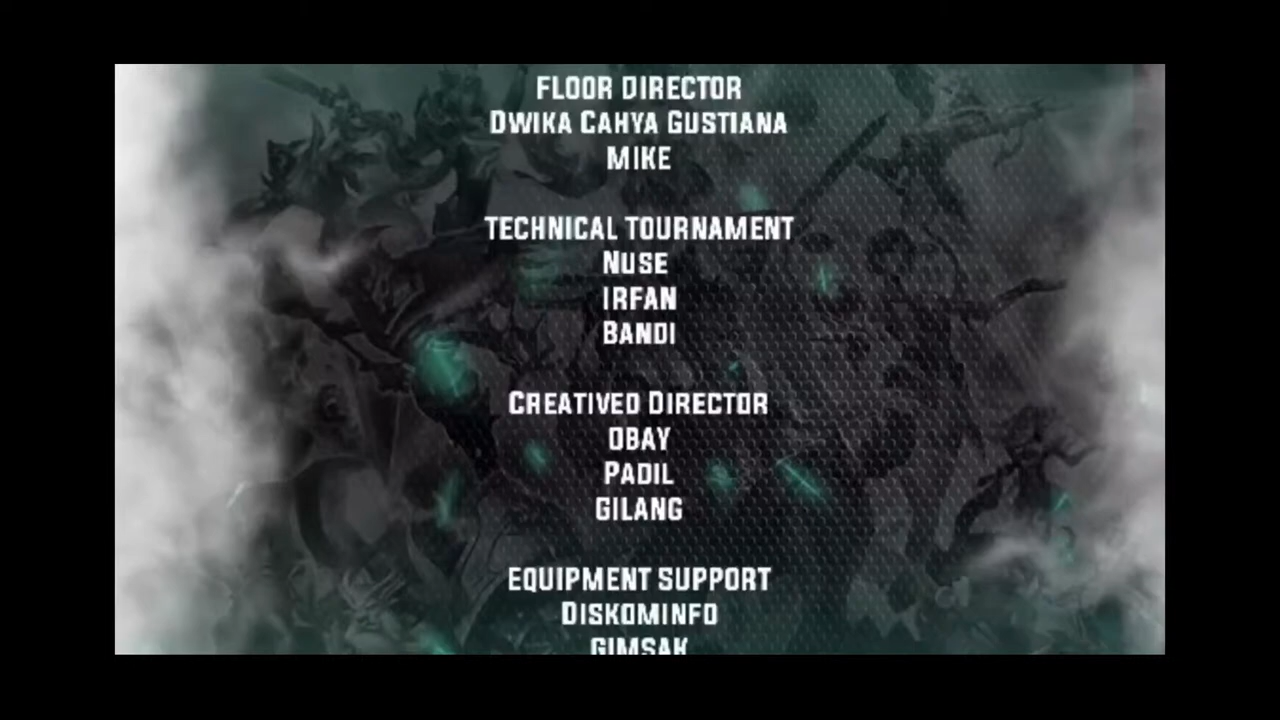 FLOOR DIRECTOR
DWIKA CAHYA GUSTIANA
MIKE
TECHNICAL TOURNAMENT
NUSE
IRFAN
BANDI
CREATIVED DIRECTOR
OBAY
PADIL
GILANG
EQUIPMENT SUPPORT
DISKOMINFO
GIMSAK